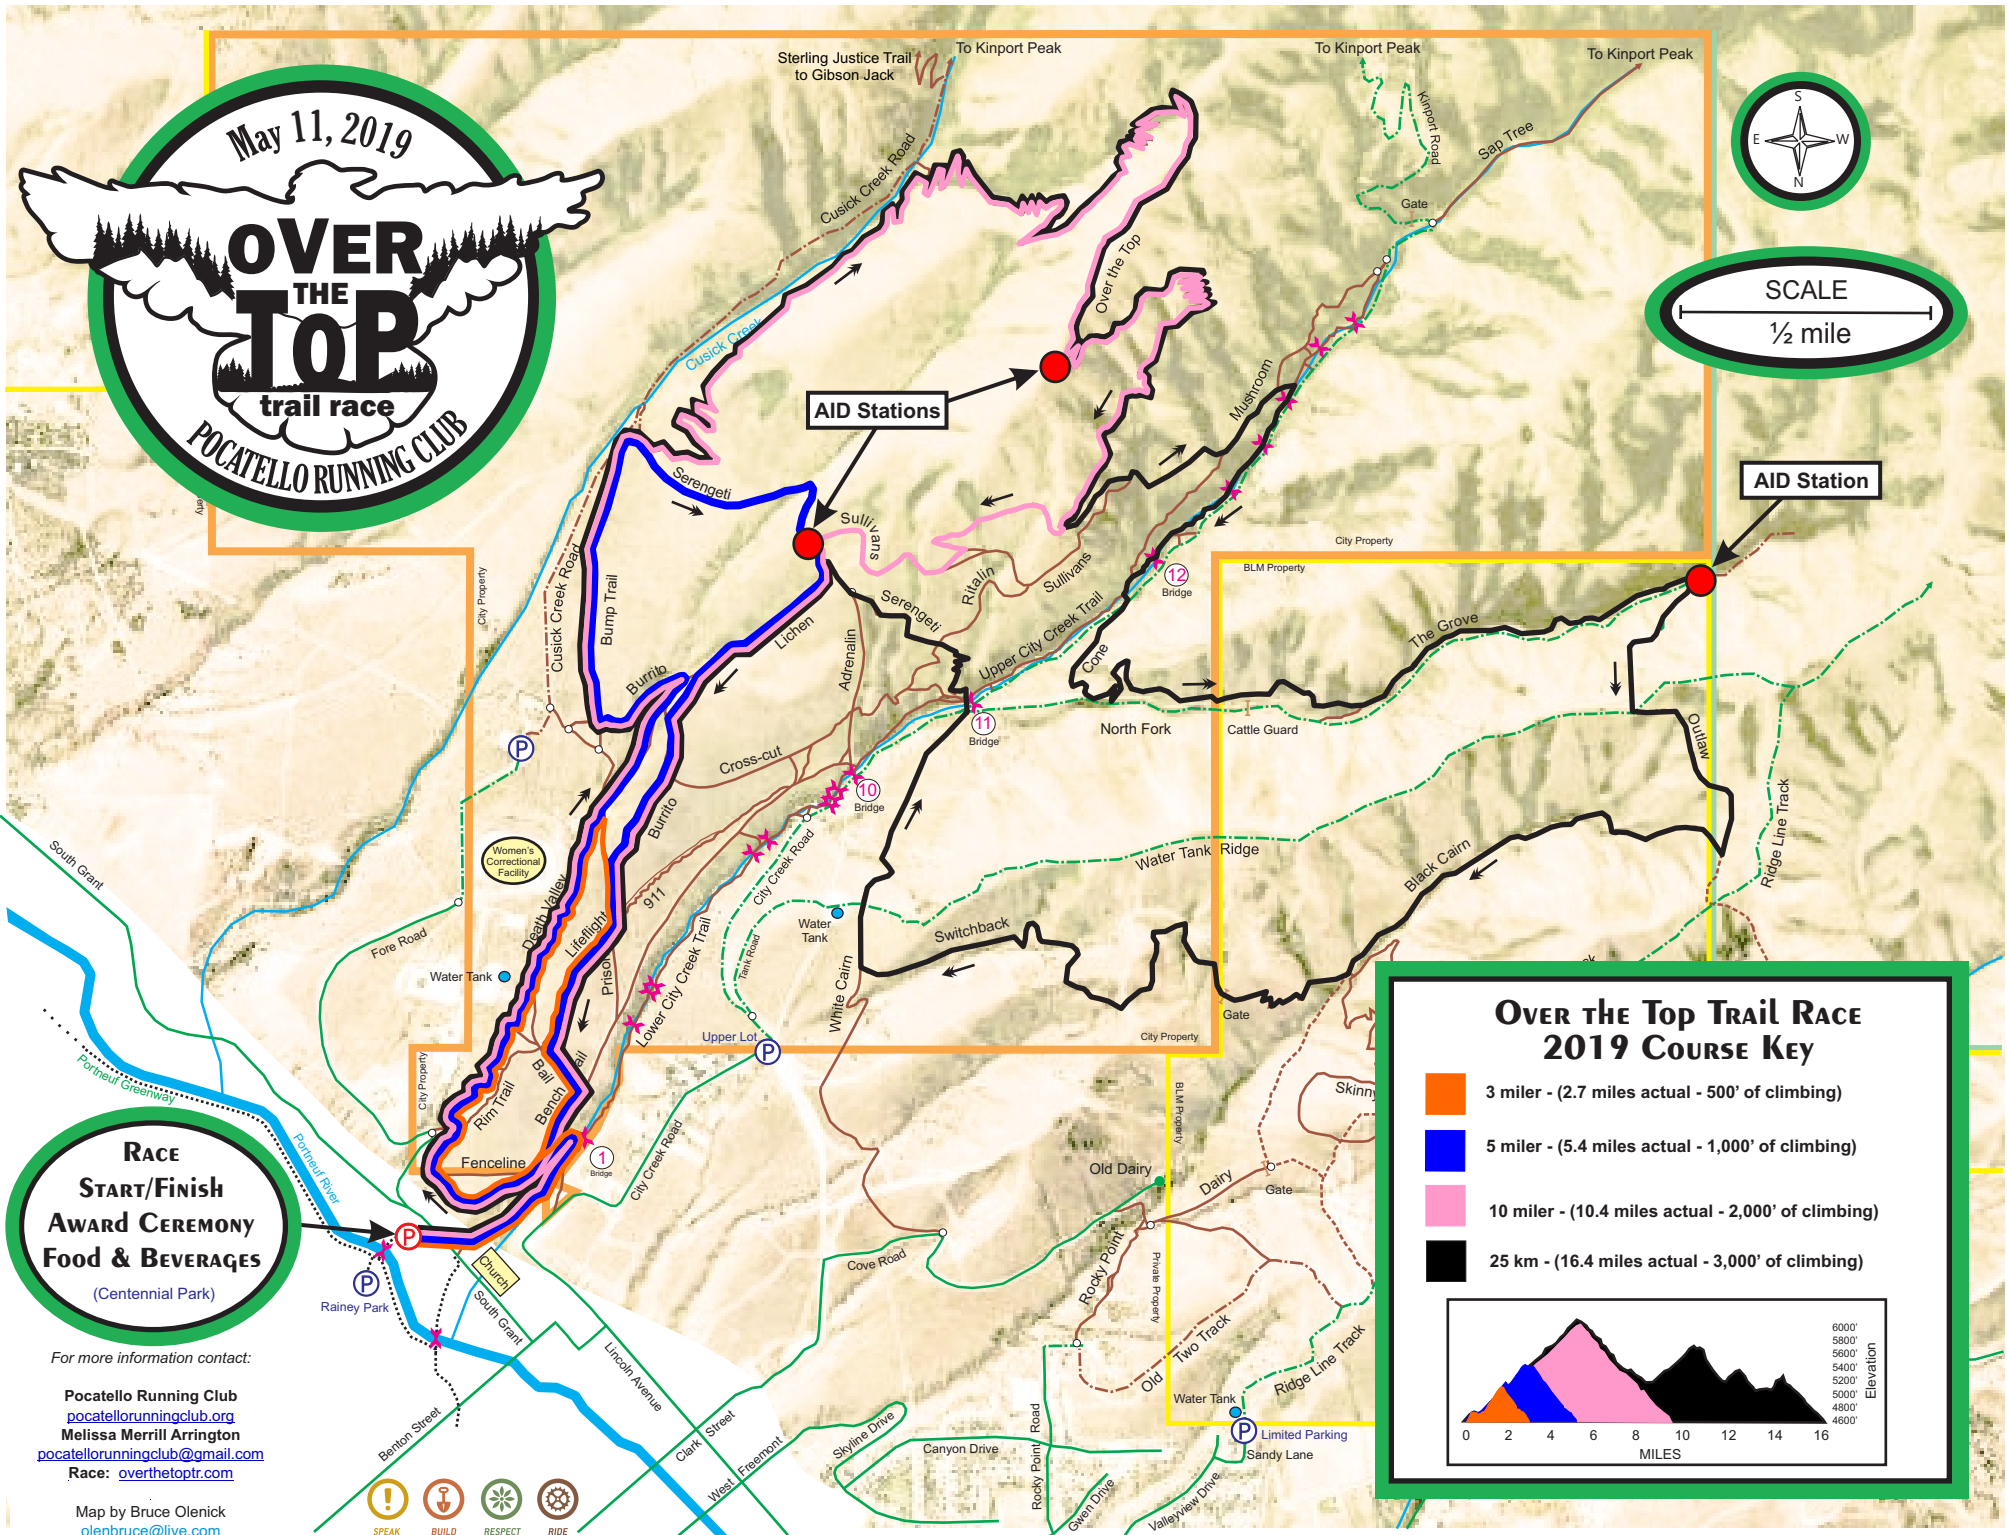 May 11, 2019
OVER
THE
TOP
trail race
POCATELLO RUNNING CLUB
Sterling Justice Trail
to Gibson Jack
To Kinport Peak
To Kinport Peak
To Kinport Peak
Kinport Road
Sap Tree
Gate
S
E
W
N
SCALE
½ mile
Cusick Creek Road
Cusick Creek
Over the Top
AID Stations
Mushroom
AID Station
Serengeti
Sullivans
City Property
BLM Property
City Property
Cusick Creek Road
Bump Trail
Ritalin
Sullivans
12
Bridge
Serengeti
Lichen
Adrenalin
Upper City Creek Trail
Cone
The Grove
Burrito
11
Bridge
North Fork
Cattle Guard
Outlaw
P
Cross-cut
10
Bridge
Burrito
City Creek Road
Water Tank Ridge
Black Cairn
Ridge Line Track
South Grant
Women's
Correctional
Facility
Death Valley
Lifeflight
911
Water
Tank
Switchback
Fore Road
Water Tank
Prison
Lower City Creek Trail
Tank Road
White Cairn
Gate
City Property
Upper Lot
P
Portneuf Greenway
City Property
Rim Trail
Bail
Bench
Trail
BLM Property
Skinny
Portneuf River
Fenceline
1
Bridge
City Creek Road
Old Dairy
Dairy
Gate
RACE
START/FINISH
AWARD CEREMONY
FOOD & BEVERAGES
(Centennial Park)
P
P
Rainey Park
Church
South Grant
Cove Road
Rocky Point
Private Property
Old
Two Track
Ridge Line Track
Lincoln Avenue
Benton Street
Clark Street
West Fremont
Skyline Drive
Canyon Drive
Rocky Point Road
Gwen Drive
Valleyview Drive
Water Tank
P
Limited Parking
Sandy Lane
OVER THE TOP TRAIL RACE
2019 COURSE KEY
3 miler - (2.7 miles actual - 500' of climbing)
5 miler - (5.4 miles actual - 1,000' of climbing)
10 miler - (10.4 miles actual - 2,000' of climbing)
25 km - (16.4 miles actual - 3,000' of climbing)
6000'
5800'
5600'
5400'
5200'
5000'
4800'
4600'
Elevation
0 2 4 6 8 10 12 14 16
MILES
For more information contact:
Pocatello Running Club
pocatellorunningclub.org
Melissa Merrill Arrington
pocatellorunningclub@gmail.com
Race: overthetoptr.com
Map by Bruce Olenick
olenbruce@live.com
SPEAK
BUILD
RESPECT
RIDE